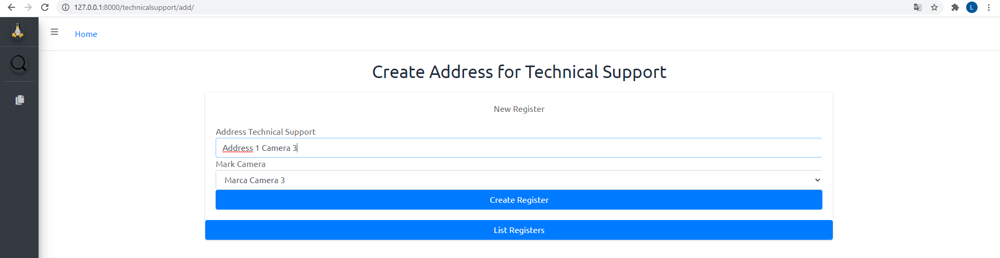 127.0.0.1:8000/technicalsupport/add/
L
Home
Create Address for Technical Support
New Register
Address Technical Support
Address 1 Camera 3
Mark Camera
Marca Camera 3
Create Register
List Registers